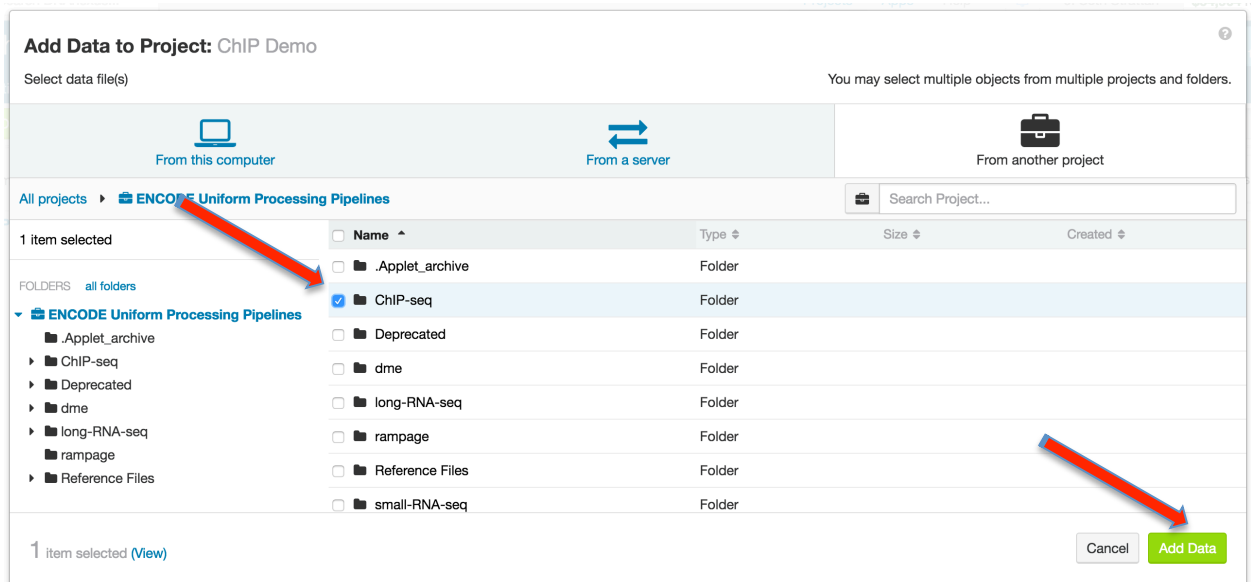 Add Data to Project: ChIP Demo
Select data file(s)
You may select multiple objects from multiple projects and folders.
From this computer
From a server
From another project
All projects ENCODE Uniform Processing Pipelines
Search Project...
1 item selected
Name Type Size Created
FOLDERS all folders
ENCODE Uniform Processing Pipelines
.Applet_archive
ChIP-seq
Deprecated
dme
long-RNA-seq
rampage
Reference Files
.Applet_archive Folder
ChIP-seq Folder
Deprecated Folder
dme Folder
long-RNA-seq Folder
rampage Folder
Reference Files Folder
small-RNA-seq Folder
1 item selected (View)
Cancel
Add Data